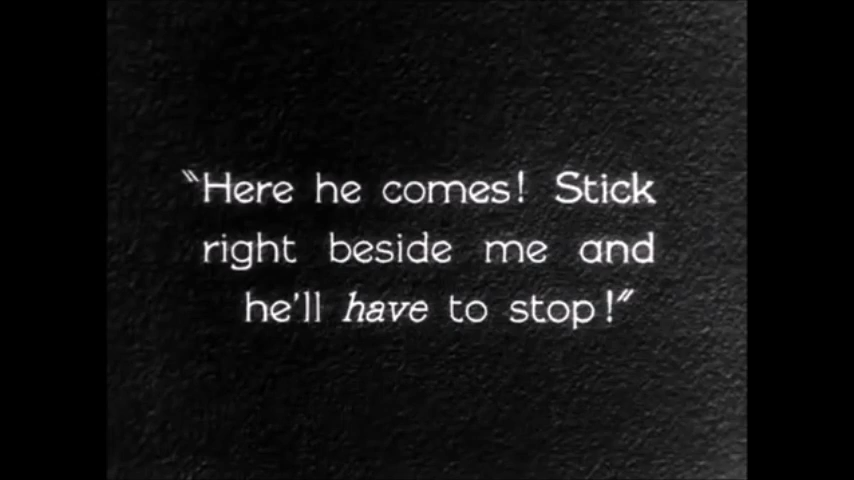 "Here he comes! Stick
right beside me and
he'll have to stop!"